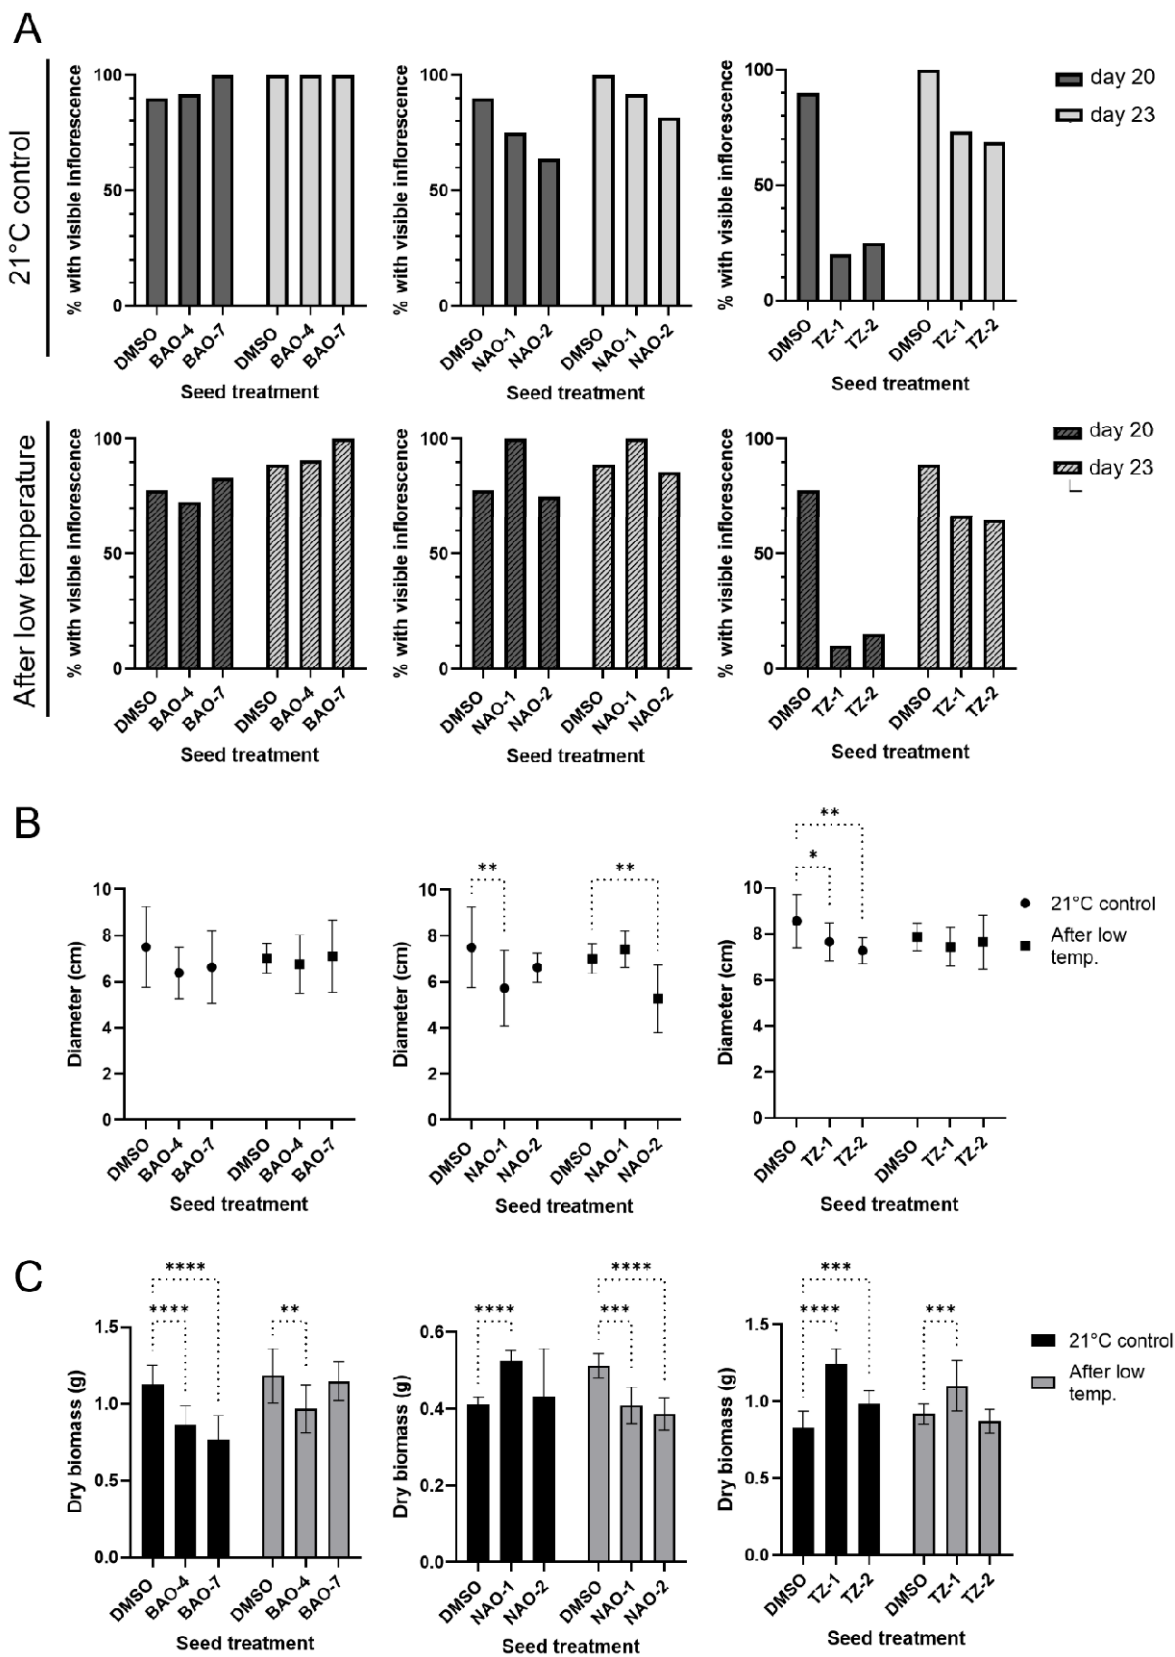 A
21°C control
% with visible inflorescence
100
50
0
DMSO
BAO-4
BAO-7
DMSO
BAO-4
BAO-7
Seed treatment
% with visible inflorescence
100
50
0
DMSO
NAO-1
NAO-2
DMSO
NAO-1
NAO-2
Seed treatment
% with visible inflorescence
100
50
0
DMSO
TZ-1
TZ-2
DMSO
TZ-1
TZ-2
Seed treatment
day 20
day 23
After low temperature
% with visible inflorescence
100
50
0
DMSO
BAO-4
BAO-7
DMSO
BAO-4
BAO-7
Seed treatment
% with visible inflorescence
100
50
0
DMSO
NAO-1
NAO-2
DMSO
NAO-1
NAO-2
Seed treatment
% with visible inflorescence
100
50
0
DMSO
TZ-1
TZ-2
DMSO
TZ-1
TZ-2
Seed treatment
day 20
day 23
B
Diameter (cm)
10
8
6
4
2
0
DMSO
BAO-4
BAO-7
DMSO
BAO-4
BAO-7
Seed treatment
**
**
Diameter (cm)
10
8
6
4
2
0
DMSO
NAO-1
NAO-2
DMSO
NAO-1
NAO-2
Seed treatment
**
*
Diameter (cm)
10
8
6
4
2
0
DMSO
TZ-1
TZ-2
DMSO
TZ-1
TZ-2
Seed treatment
21°C control
After low
temp.
C
****
****
**
Dry biomass (g)
1.5
1.0
0.5
0.0
DMSO
BAO-4
BAO-7
DMSO
BAO-4
BAO-7
Seed treatment
****
****
***
Dry biomass (g)
0.6
0.4
0.2
0.0
DMSO
NAO-1
NAO-2
DMSO
NAO-1
NAO-2
Seed treatment
***
****
***
Dry biomass (g)
1.5
1.0
0.5
0.0
DMSO
TZ-1
TZ-2
DMSO
TZ-1
TZ-2
Seed treatment
21°C control
After low
temp.